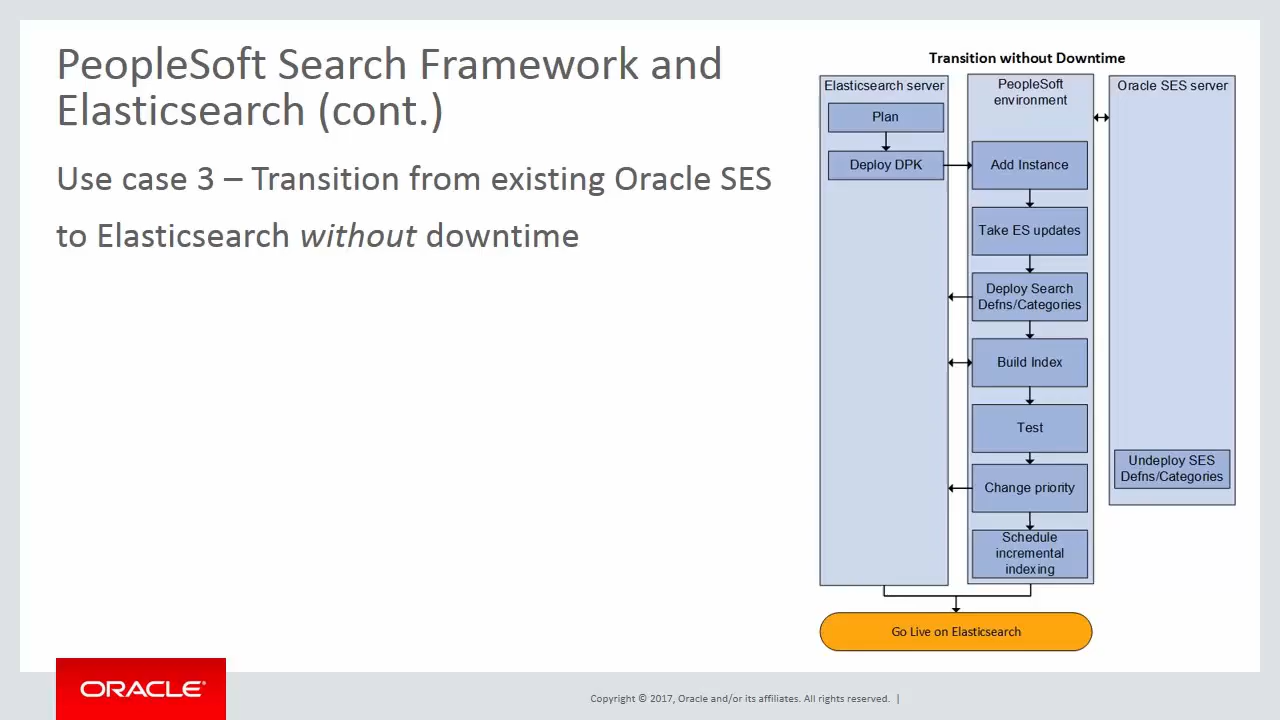 PeopleSoft Search Framework and
Elasticsearch (cont.)
Use case 3 – Transition from existing Oracle SES
to Elasticsearch without downtime
Transition without Downtime
Elasticsearch server
Plan
Deploy DPK
PeopleSoft
environment
Add Instance
Take ES updates
Deploy Search
Defns/Categories
Build Index
Test
Change priority
Schedule
incremental
indexing
Oracle SES server
Undeploy SES
Defns/Categories
Go Live on Elasticsearch
ORACLE®
Copyright © 2017, Oracle and/or its affiliates. All rights reserved. |